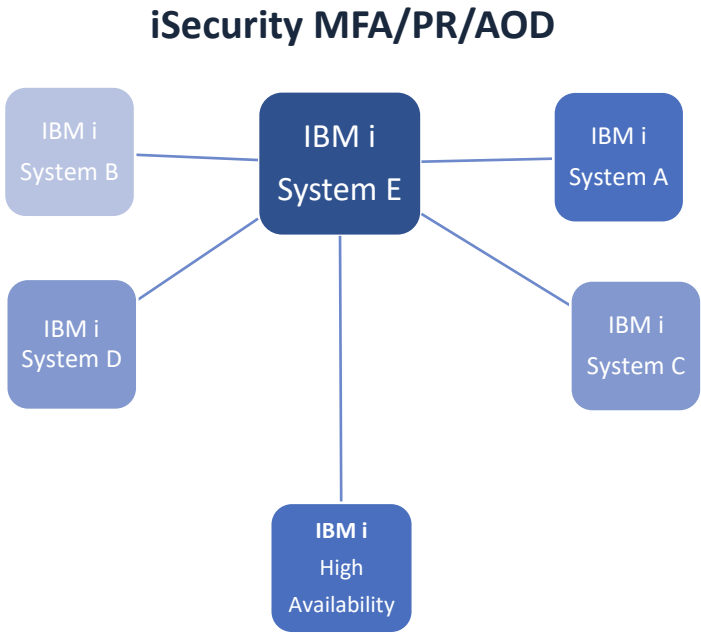 iSecurity MFA/PR/AOD
IBM i
System B
IBM i
System E
IBM i
System A
IBM i
System D
IBM i
System C
IBM i
High
Availability